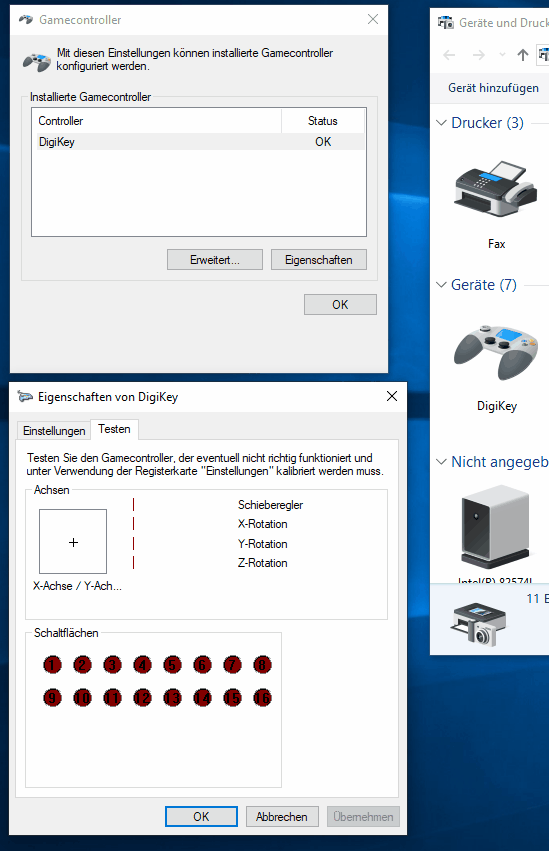 Gamecontroller
Mit diesen Einstellungen können installierte Gamecontroller
konfiguriert werden.
Installierte Gamecontroller
Controller Status
DigiKey OK
Erweitert... Eigenschaften
OK
Eigenschaften von DigiKey
Einstellungen Testen
Testen Sie den Gamecontroller, der eventuell nicht richtig funktioniert und
unter Verwendung der Registerkarte "Einstellungen" kalibriert werden muss.
Achsen
Schieberegler
X-Rotation
Y-Rotation
Z-Rotation
X-Achse / Y-Ach...
Schaltflächen
1 2 3 4 5 6 7 8
9 10 11 12 13 14 15 16
OK Abbrechen Übernehmen
Geräte und Druck
Gerät hinzufügen
Drucker (3)
Fax
Geräte (7)
DigiKey
Nicht angegeb
Intel(R) 82574L
11 E